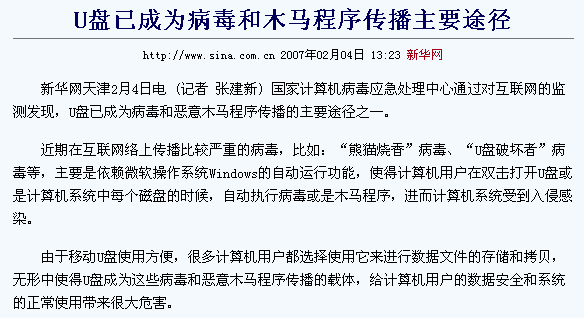 U盘已成为病毒和木马程序传播主要途径
http://www.sina.com.cn 2007年02月04日 13:23 新华网
新华网天津2月4日电 (记者 张建新) 国家计算机病毒应急处理中心通过对互联网的监
测发现，U盘已成为病毒和恶意木马程序传播的主要途径之一。
近期在互联网络上传播比较严重的病毒，比如：“熊猫烧香”病毒、“U盘破坏者”病
毒等，主要是依赖微软操作系统Windows的自动运行功能，使得计算机用户在双击打开U盘或
是计算机系统中每个磁盘的时候，自动执行病毒或是木马程序，进而计算机系统受到入侵感
染。
由于移动U盘使用方便，很多计算机用户都选择使用它来进行数据文件的存储和拷贝，
无形中使得U盘成为这些病毒和恶意木马程序传播的载体，给计算机用户的数据安全和系统
的正常使用带来很大危害。